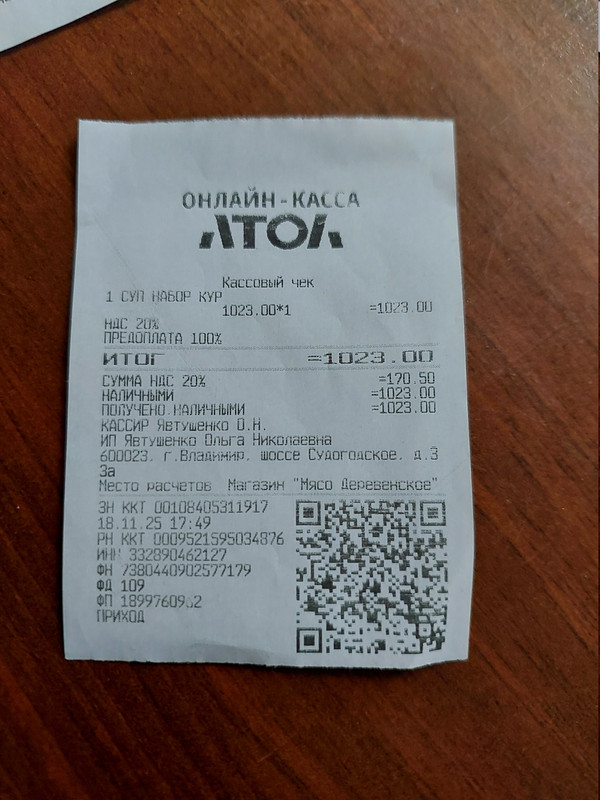 ОНЛАЙН-КАССА
АТОЛ
Кассовый чек
1 СУП НАБОР КУР
1023.00*1 =1023.00
НДС 20%
ПРЕДОПЛАТА 100%
ИТОГ =1023.00
СУММА НДС 20% =170.50
НАЛИЧНЫМИ =1023.00
ПОЛУЧЕНО НАЛИЧНЫМИ =1023.00
КАССИР Явтушенко О.Н.
ИП Явтушенко Ольга Николаевна
600023, г.Владимир, шоссе Судогодское, д.3
3а
Место расчетов Магазин "Мясо Деревенское"
ЗН ККТ 00108405311917
18.11.25 17:49
РН ККТ 0009521595034876
ИНН 332890462127
ФН 7380440902577179
ФД 109
ФП
ПРИХОД